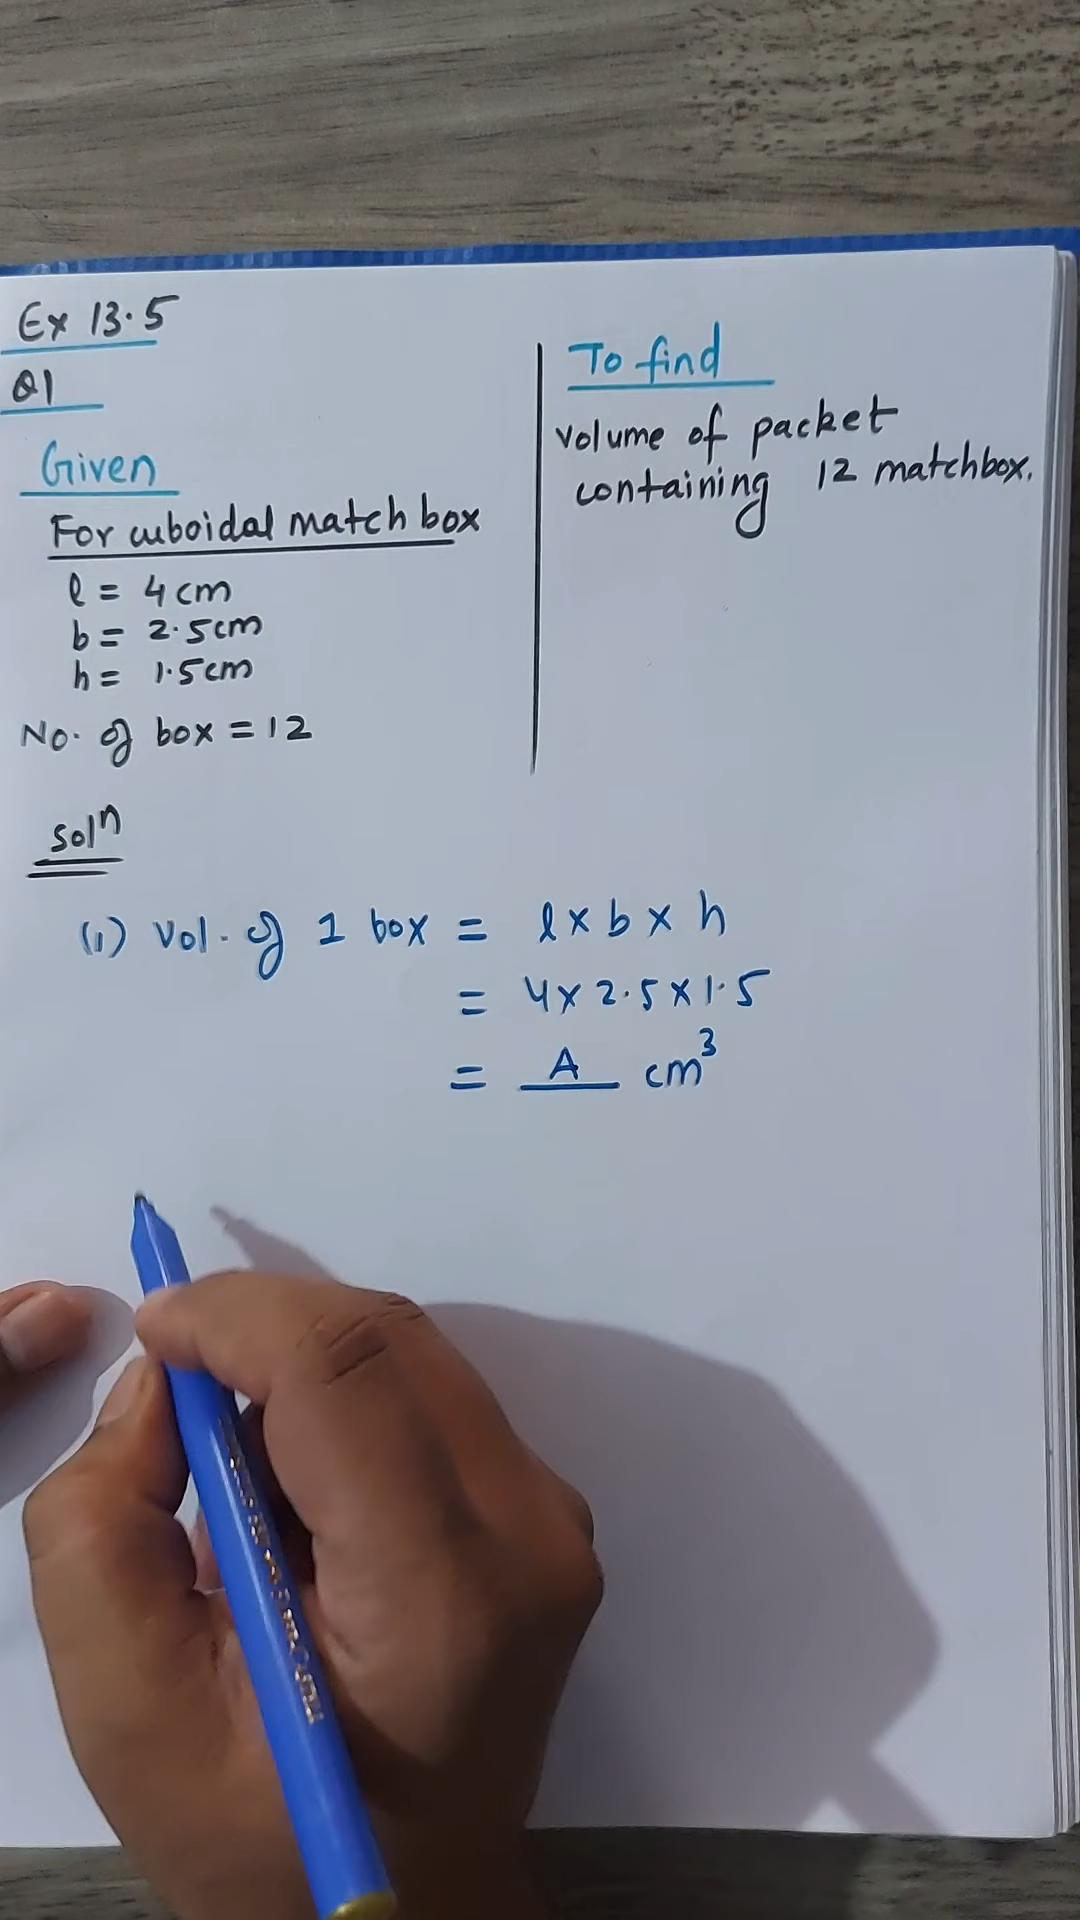 Ex 13.5
Q1
Given
For cuboidal match box
l = 4cm
b = 2.5cm
h = 1.5cm
No. of box = 12
To find
volume of packet
containing 12 matchbox.
Solⁿ
(1) Vol. of 1 box = l × b × h
= 4 × 2.5 × 1.5
= A cm³